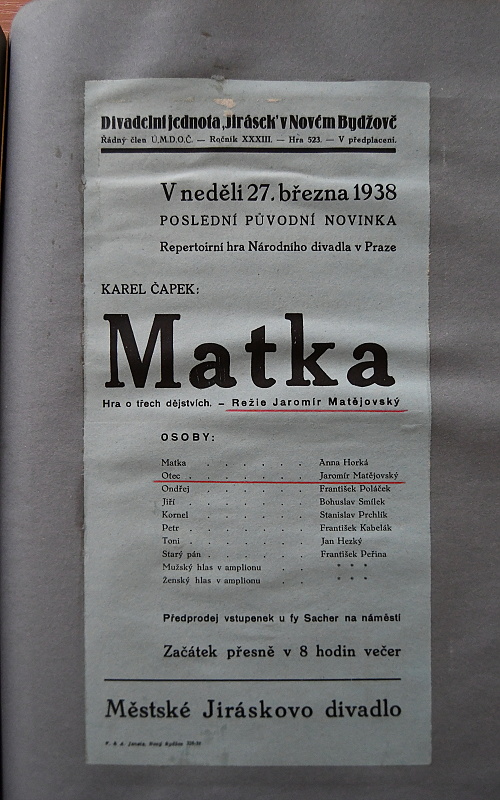 Divadelní jednota „Jirásek" v Novém Bydžovč
Řádný člen Ú.M.D.O.Č. — Ročník XXXIII. — Hra 523. — V předplacení.
V neděli 27. března 1938
POSLEDNÍ PŮVODNÍ NOVINKA
Repertoirní hra Národního divadla v Praze
KAREL ČAPEK:
Matka
Hra o třech dějstvích. – Režie Jaromír Matějovský
OSOBY:
Matka . . . . . . Anna Horká
Otec . . . . . . Jaromír Matějovský
Ondřej . . . . . . František Poláček
Jiří . . . . . . Bohuslav Smílek
Kornel . . . . . . Stanislav Prchlík
Petr . . . . . . František Kabelák
Toni . . . . . . Jan Hezký
Starý pán . . . . . František Peřina
Mužský hlas v amplionu . . * * *
Ženský hlas v amplionu . . * * *
Předprodej vstupenek u fy Sacher na náměstí
Začátek přesně v 8 hodin večer
Městské Jiráskovo divadlo
F. & A. Janata, Nový Bydžov